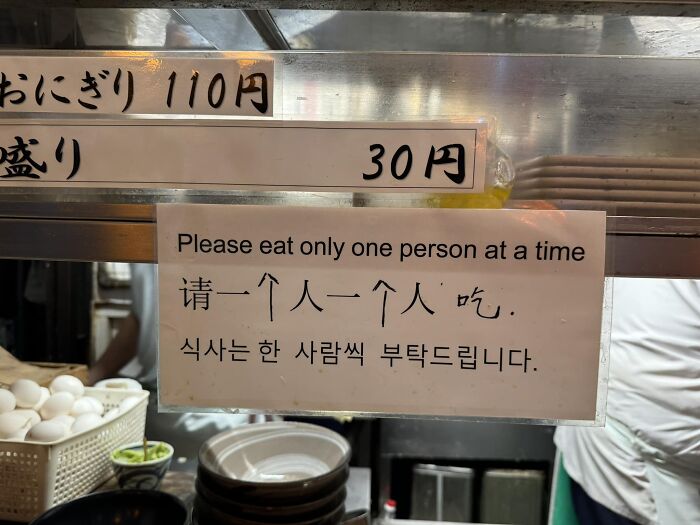 おにぎり 110円
盛り 30円
Please eat only one person at a time
请一个人一个人 吃.
식사는 한 사람씩 부탁드립니다.